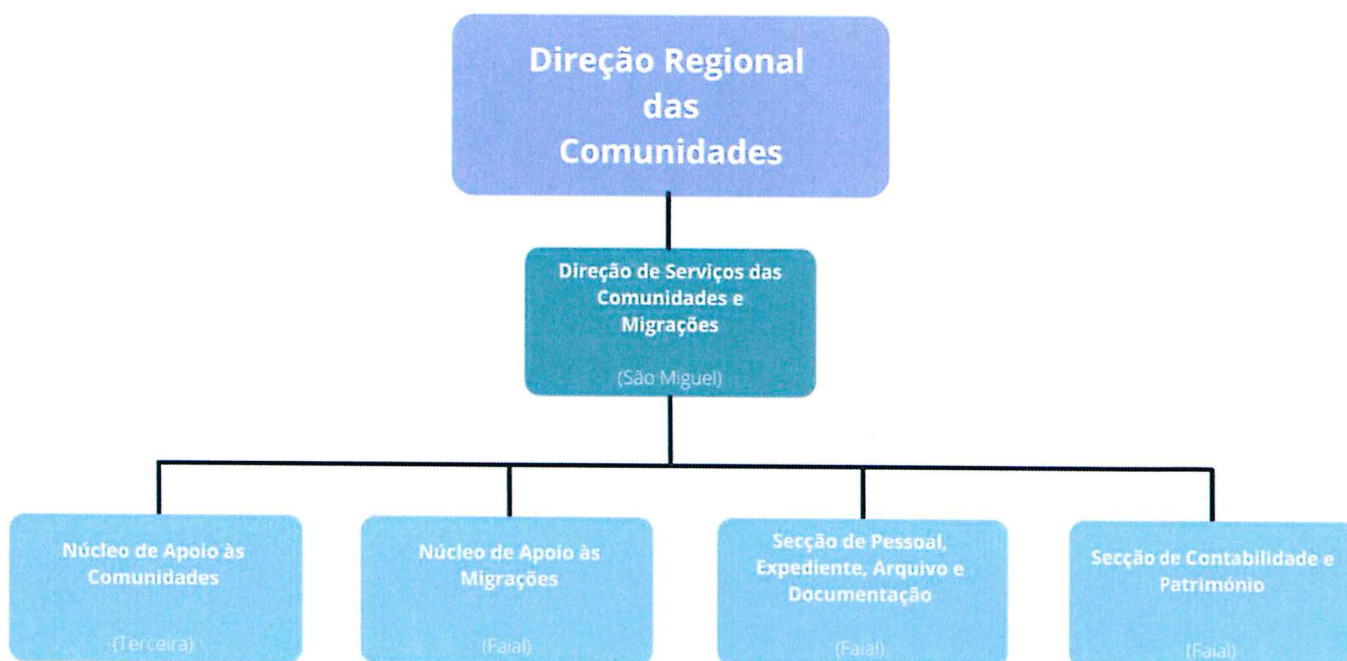 Direção Regional
das
Comunidades
Direção de Serviços das
Comunidades e
Migrações
(São Miguel)
Núcleo de Apoio às
Comunidades
(Terceira)
Núcleo de Apoio às
Migrações
(Faial)
Secção de Pessoal,
Expediente, Arquivo e
Documentação
(Faial)
Secção de Contabilidade e
Património
(Faial)